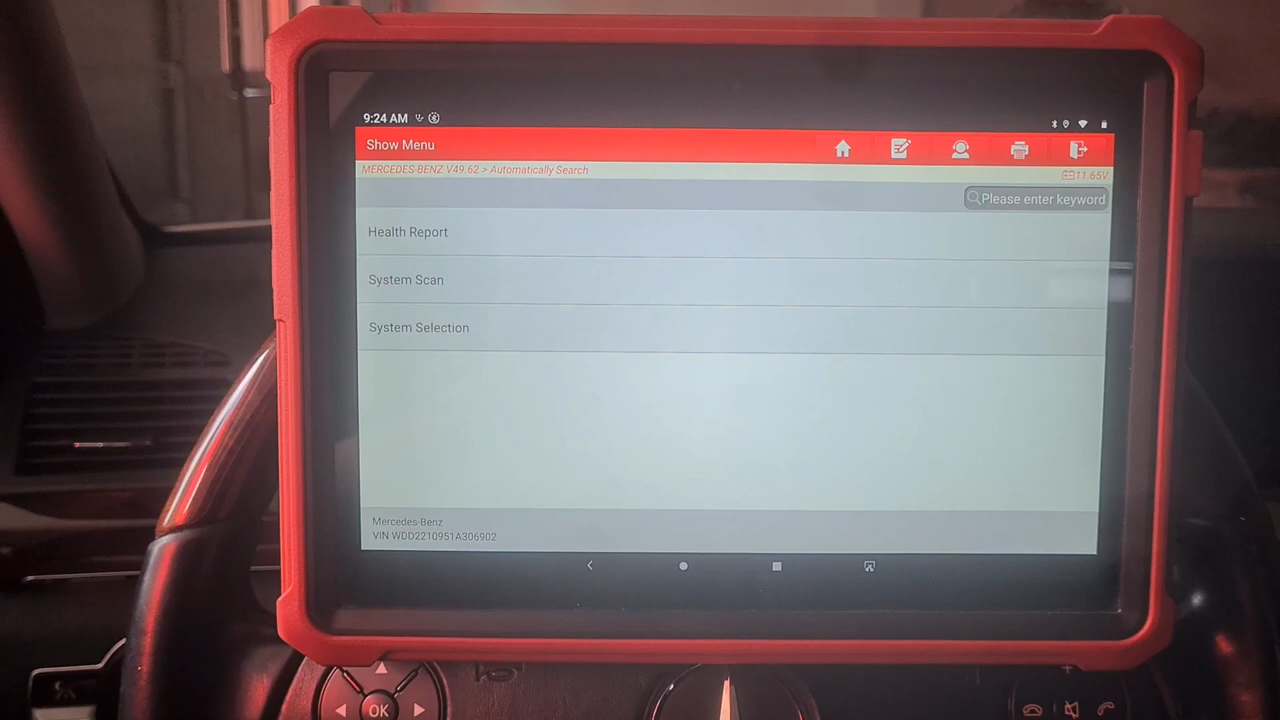 9:24 AM
Show Menu
MERCEDES-BENZ V49.62 > Automatically Search
11.65V
Please enter keyword
Health Report
System Scan
System Selection
Mercedes-Benz
VIN WDD2210951A306902
OK